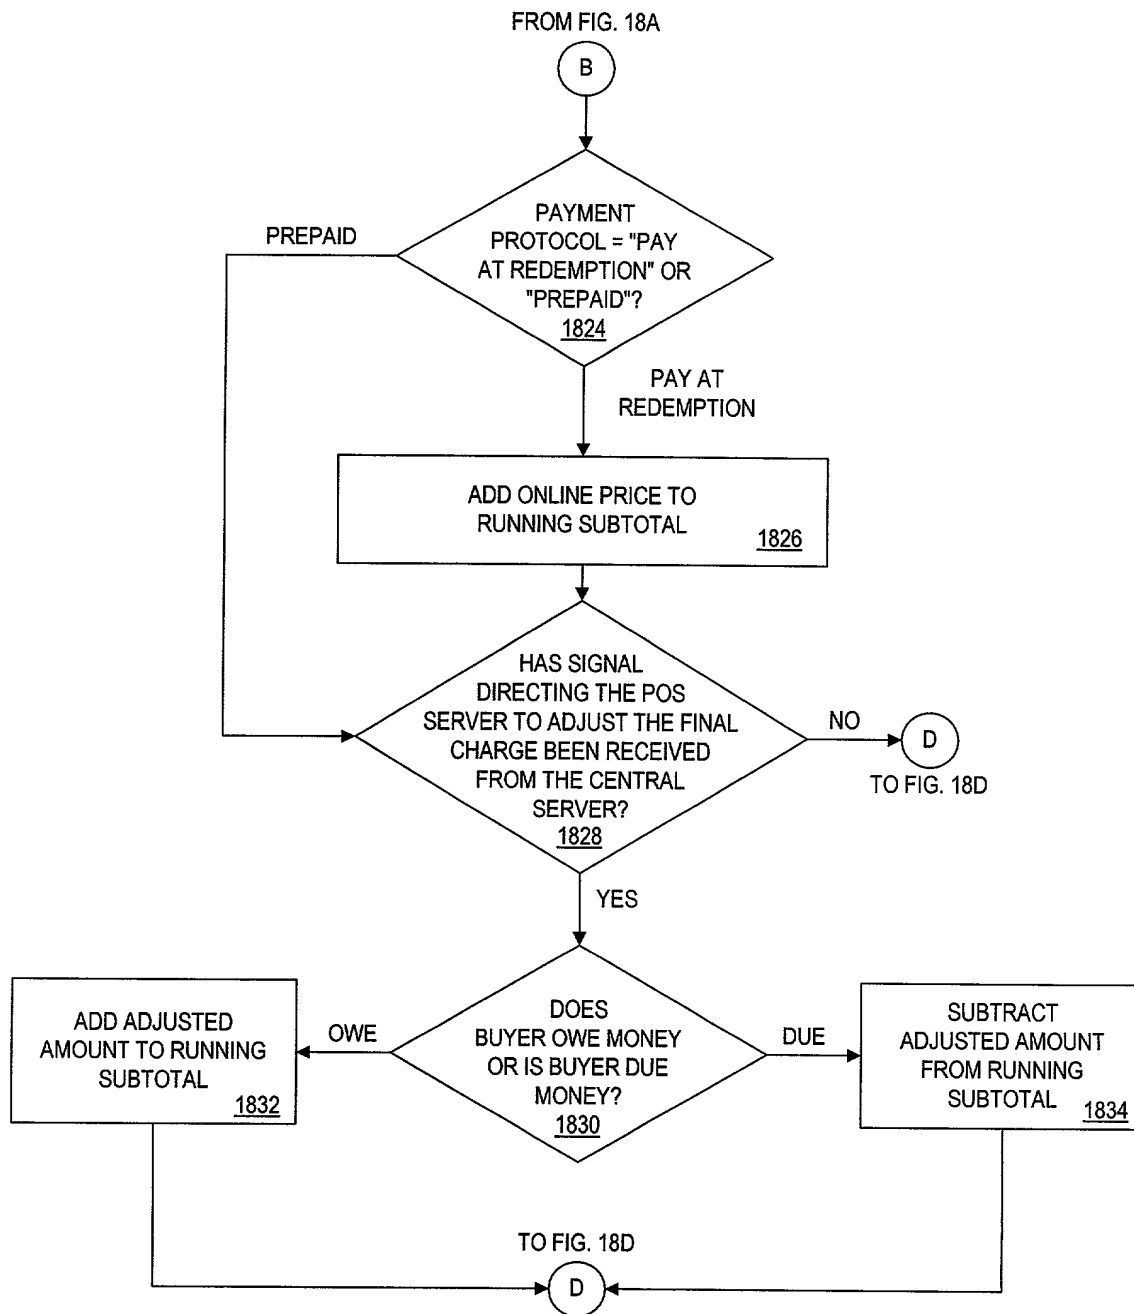 FROM FIG. 18A
B
PAYMENT
PROTOCOL = "PAY
AT REDEMPTION" OR
"PREPAID"?
1824
PREPAID
PAY AT
REDEMPTION
ADD ONLINE PRICE TO
RUNNING SUBTOTAL
1826
HAS SIGNAL
DIRECTING THE POS
SERVER TO ADJUST THE FINAL
CHARGE BEEN RECEIVED
FROM THE CENTRAL
SERVER?
1828
NO
D
TO FIG. 18D
YES
DOES
BUYER OWE MONEY
OR IS BUYER DUE
MONEY?
1830
OWE
ADD ADJUSTED
AMOUNT TO RUNNING
SUBTOTAL
1832
DUE
SUBTRACT
ADJUSTED AMOUNT
FROM RUNNING
SUBTOTAL
1834
TO FIG. 18D
D